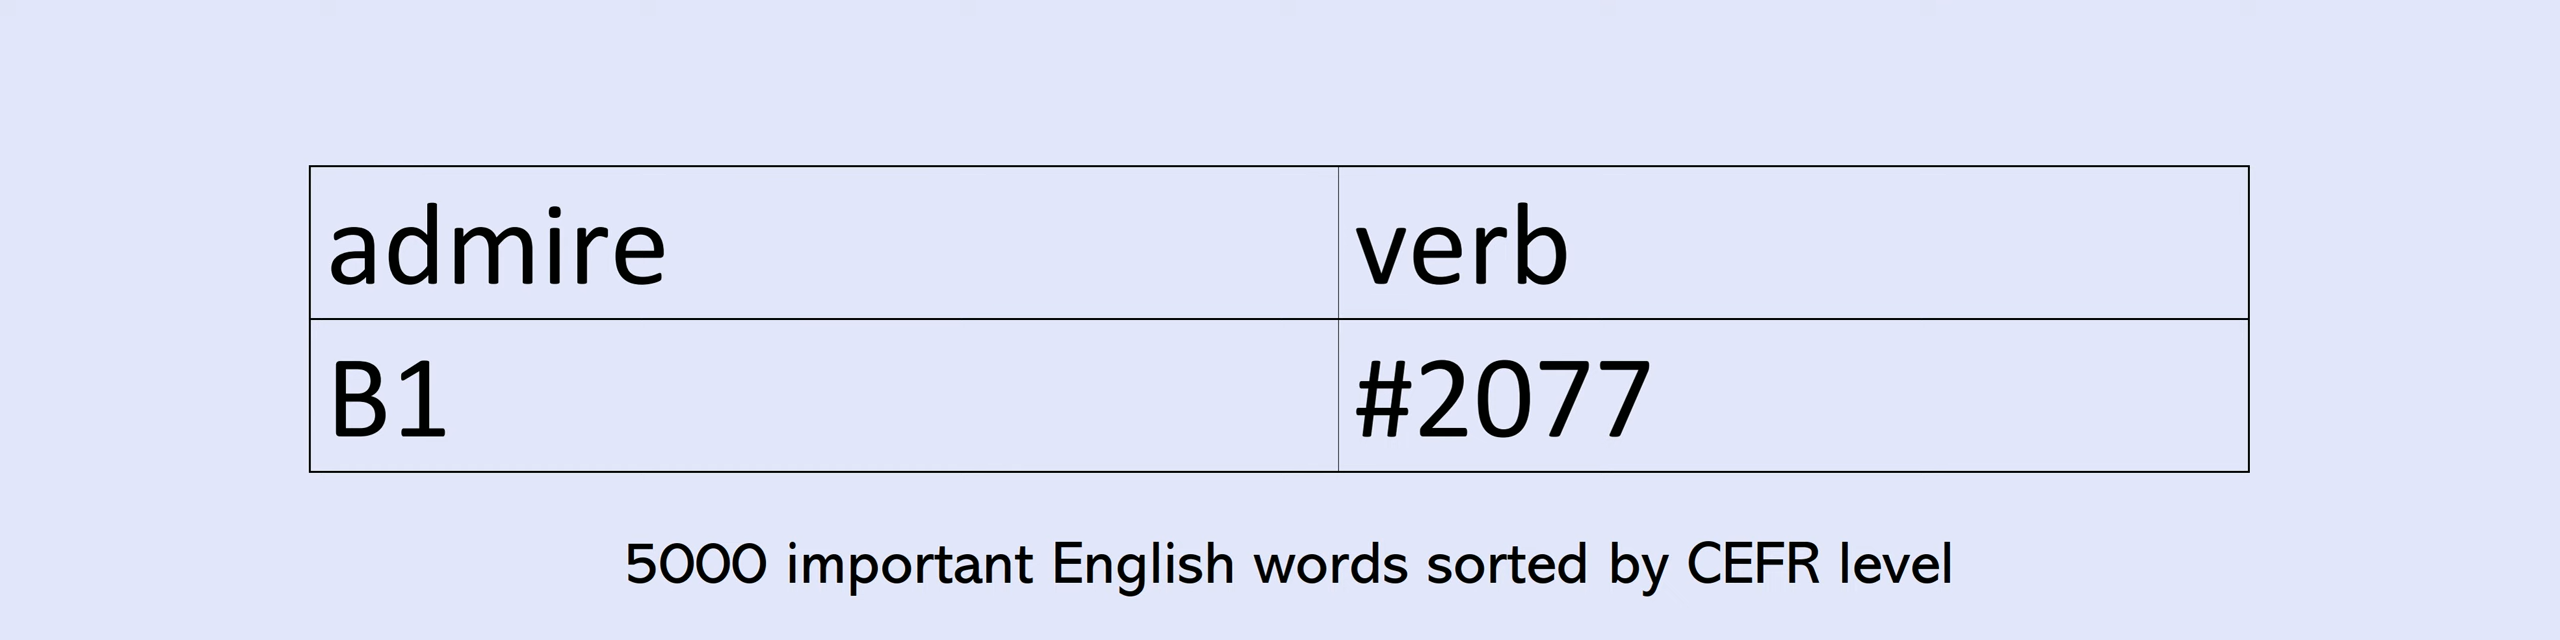 admire verb
B1 #2077
5000 important English words sorted by CEFR level